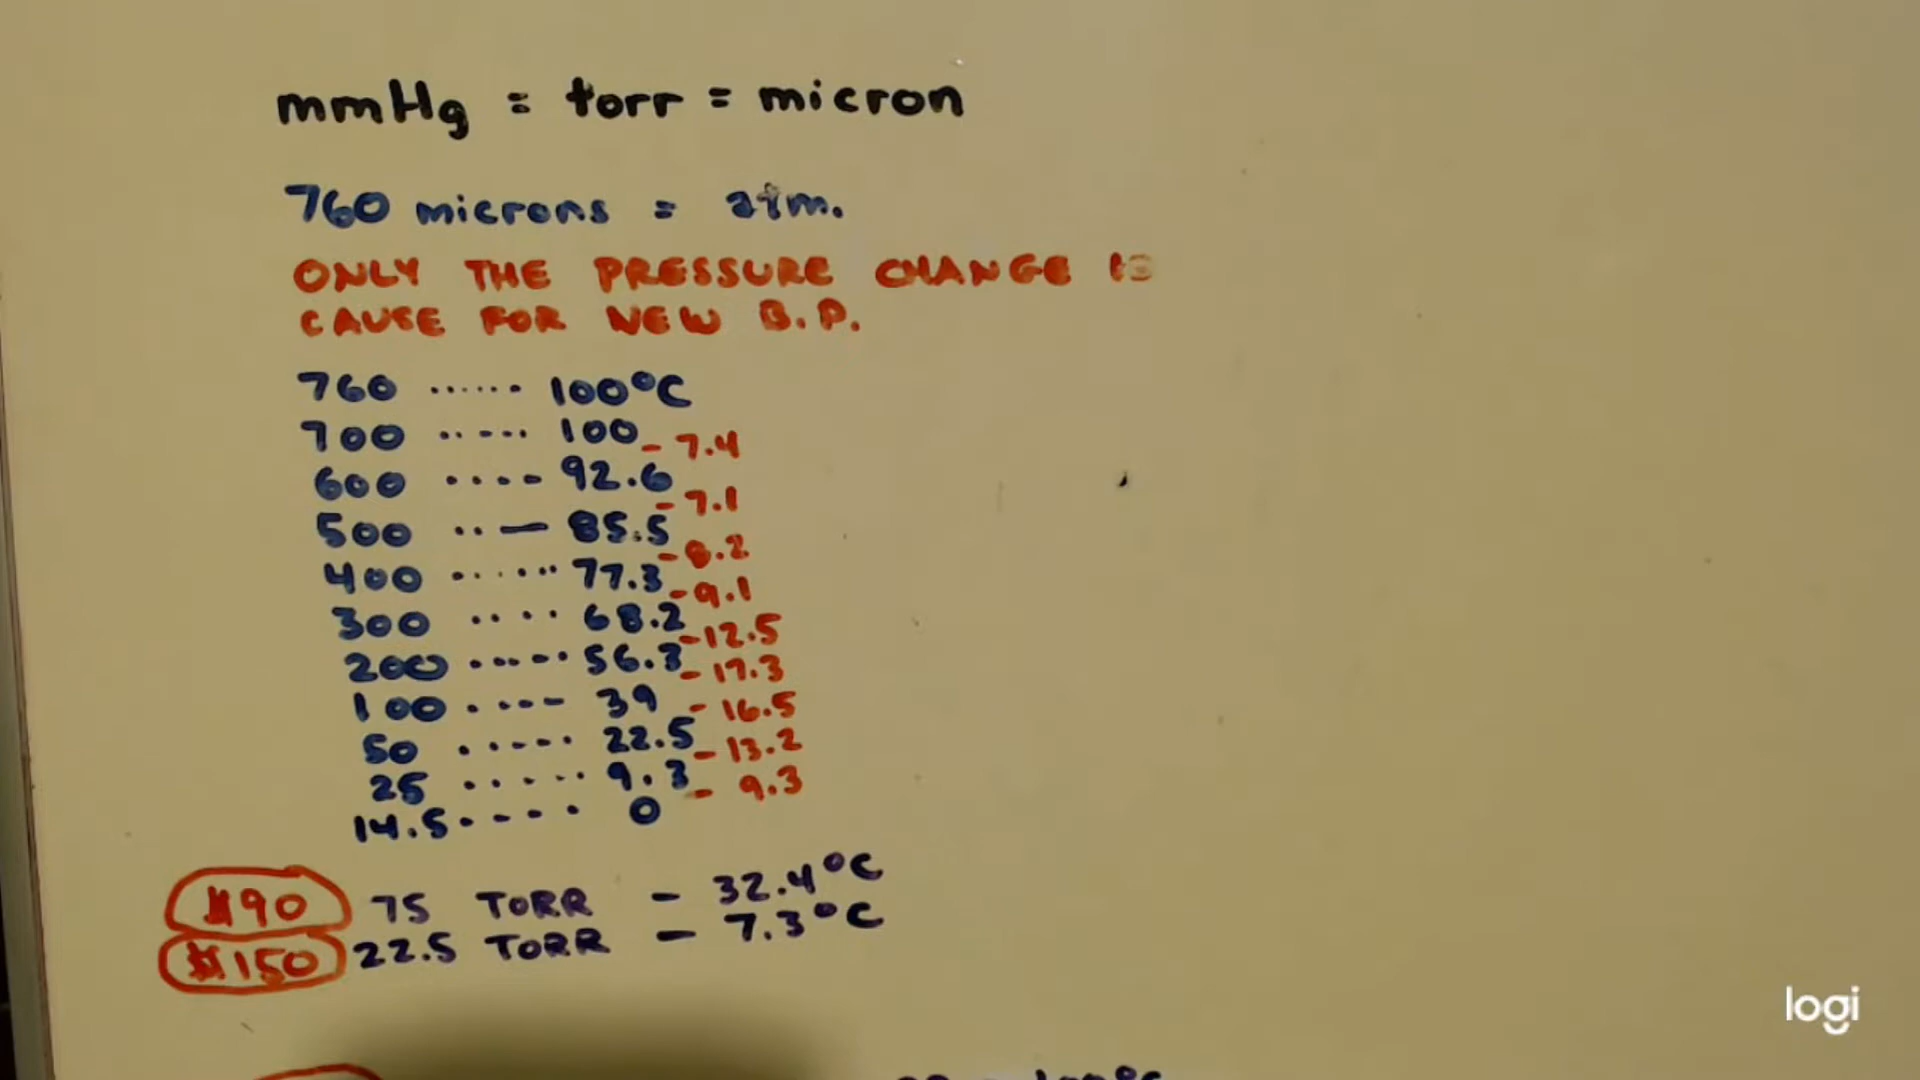 mmHg = torr = micron
760 microns = atm.
ONLY THE PRESSURE CHANGE IS
CAUSE FOR NEW B.P.
760 ...... 100°C
700 ..... 100
- 7.4
600 .... 92.6
- 7.1
500 ..— 85.5
- 8.2
400 ...... 77.3
- 9.1
300 .... 68.2
- 12.5
200 ..... 56.3
- 17.3
100 .... 39
- 16.5
50 ..... 22.5
- 13.2
25 ..... 9.3
- 9.3
14.5 .... 0
$90 75 TORR - 32.4°C
$150 22.5 TORR - 7.3°C
logi